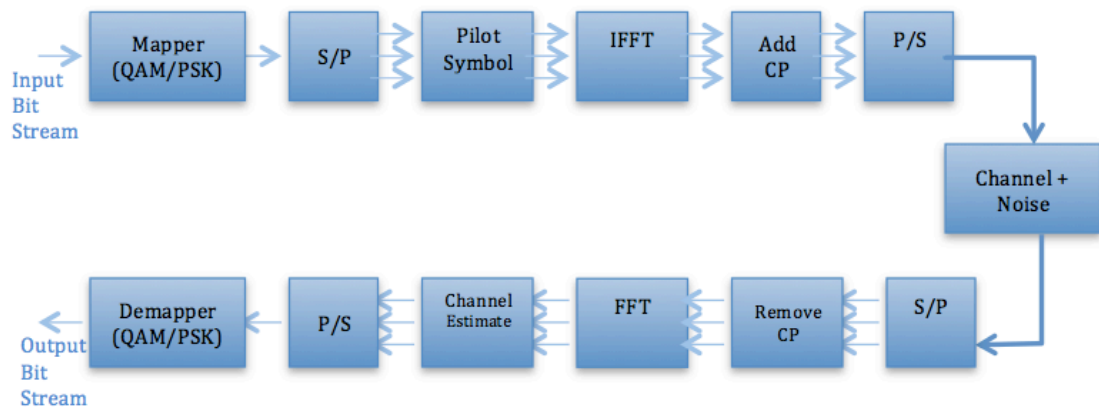 Mapper
(QAM/PSK)
S/P
Pilot
Symbol
IFFT
Add
CP
P/S
Input
Bit
Stream
Channel +
Noise
Demapper
(QAM/PSK)
P/S
Channel
Estimate
FFT
Remove
CP
S/P
Output
Bit
Stream